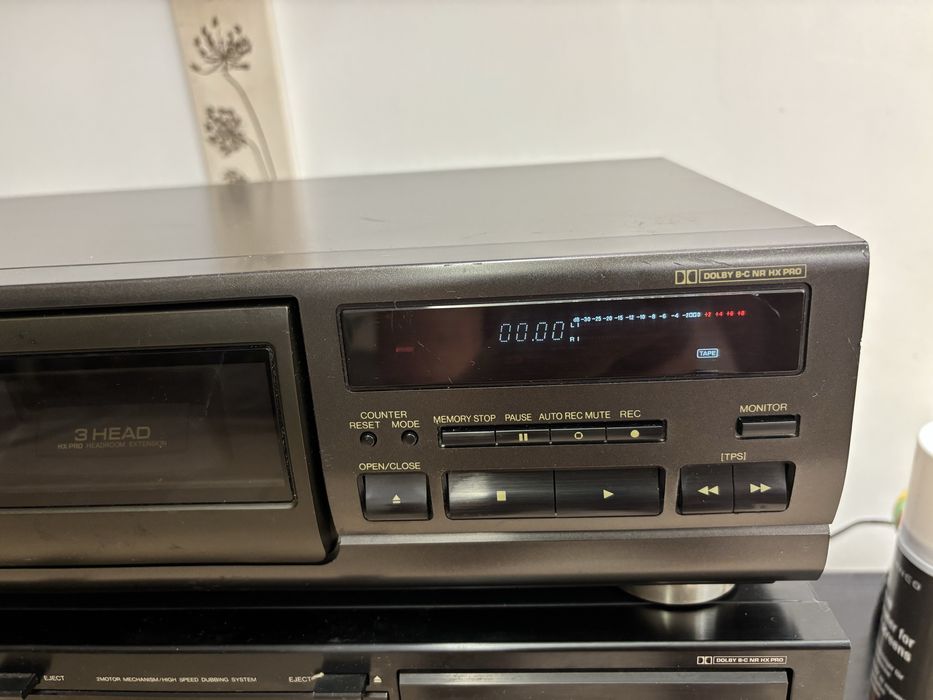 DOLBY B-C NR HX PRO
00.00
L
dB -30 -25 -20 -15 -12 -10 -8 -6 -4 -2 0 +2 +4 +6 +8
R
TAPE
3 HEAD
HX PRO HEADROOM EXTENSION
COUNTER
RESET MODE
MEMORY STOP PAUSE AUTO REC MUTE REC
MONITOR
OPEN/CLOSE
[TPS]
DOLBY B-C NR HX PRO
EJECT 2MOTOR MECHANISM/HIGH SPEED DUBBING SYSTEM EJECT
for